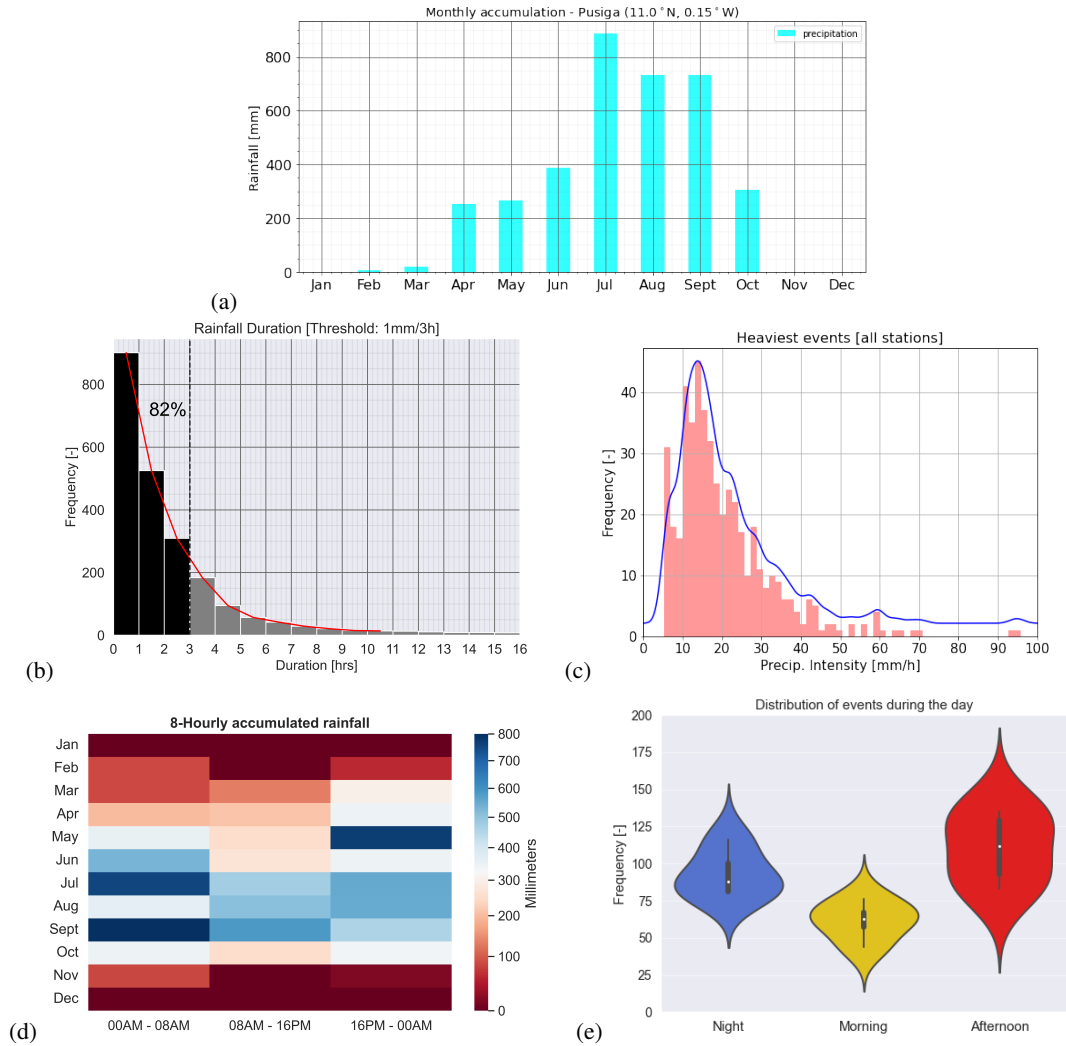 Monthly accumulation - Pusiga (11.0°N, 0.15°W)
precipitation
Rainfall [mm]
800
600
400
200
0
Jan Feb Mar Apr May Jun Jul Aug Sept Oct Nov Dec
(a)
Rainfall Duration [Threshold: 1mm/3h]
82%
Frequency [-]
800
600
400
200
0
0 1 2 3 4 5 6 7 8 9 10 11 12 13 14 15 16
Duration [hrs]
(b)
Heaviest events [all stations]
Frequency [-]
40
30
20
10
0
0 10 20 30 40 50 60 70 80 90 100
Precip. Intensity [mm/h]
(c)
8-Hourly accumulated rainfall
Jan
Feb
Mar
Apr
May
Jun
Jul
Aug
Sept
Oct
Nov
Dec
00AM - 08AM 08AM - 16PM 16PM - 00AM
800
700
600
500
400
300
200
100
0
Millimeters
(d)
Distribution of events during the day
Frequency [-]
200
175
150
125
100
75
50
25
0
Night Morning Afternoon
(e)